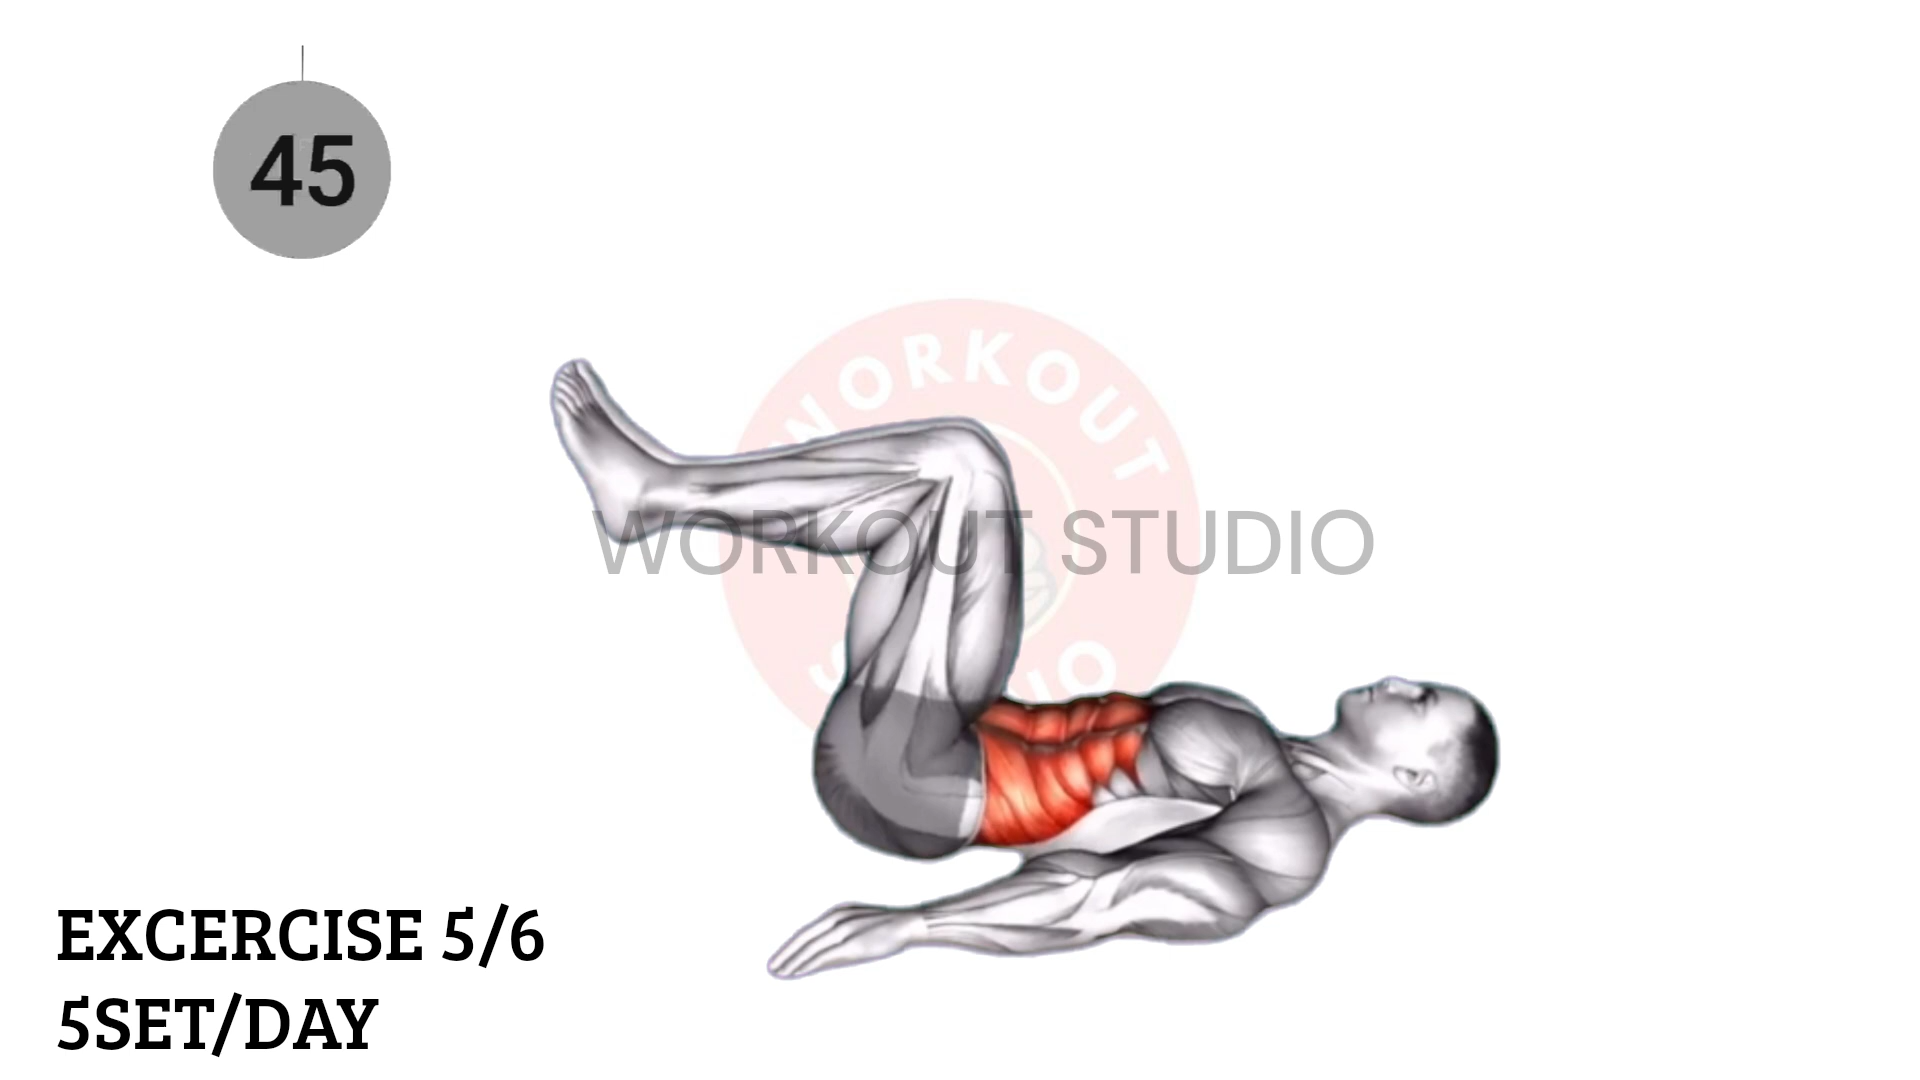 45
WORKOUT
WORKOUT STUDIO
EXCERCISE 5/6
5SET/DAY